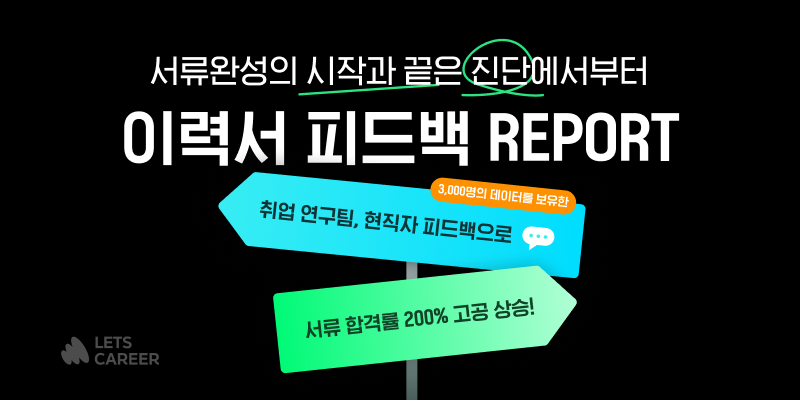 서류완성의 시작과 끝은 진단에서부터
이력서 피드백 REPORT
3,000명의 데이터를 보유한
취업 연구팀, 현직자 피드백으로
서류 합격률 200% 고공 상승!
LETS
CAREER